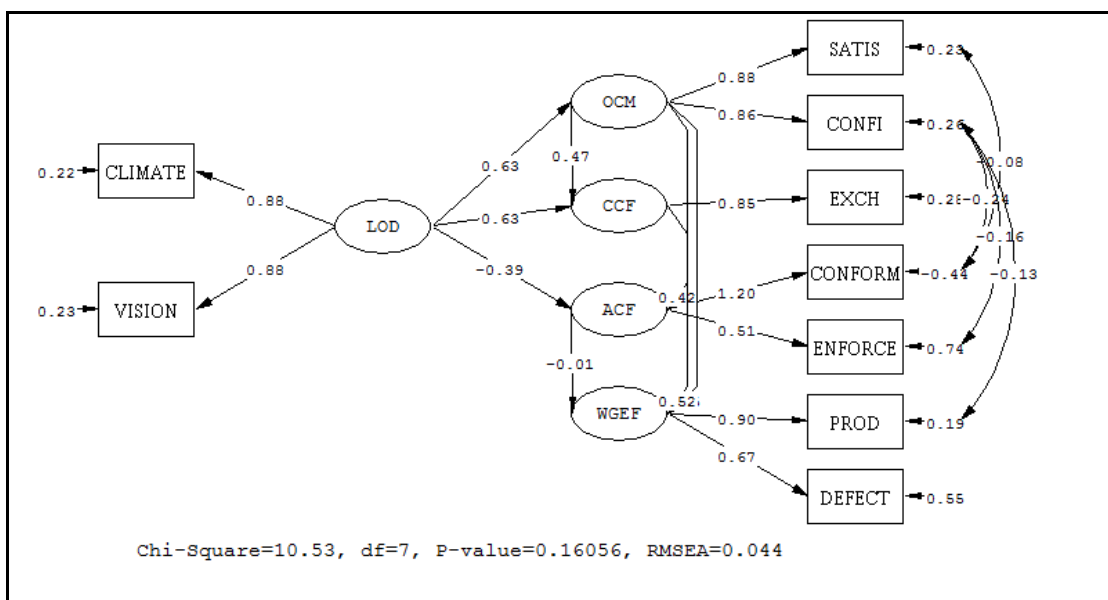 SATIS
0.23
0.88
OCM
0.86
CONFI
0.26
CLIMATE
0.22
0.63
0.47
-0.08
0.88
LOD
0.63
CCF
0.85
EXCH
-0.24
-0.39
-0.16
0.88
CONFORM
-0.44
-0.13
VISION
0.23
ACF
0.42
1.20
0.51
ENFORCE
0.74
-0.01
0.52
WGEF
0.90
PROD
0.19
0.67
DEFECT
0.55
Chi-Square=10.53, df=7, P-value=0.16056, RMSEA=0.044